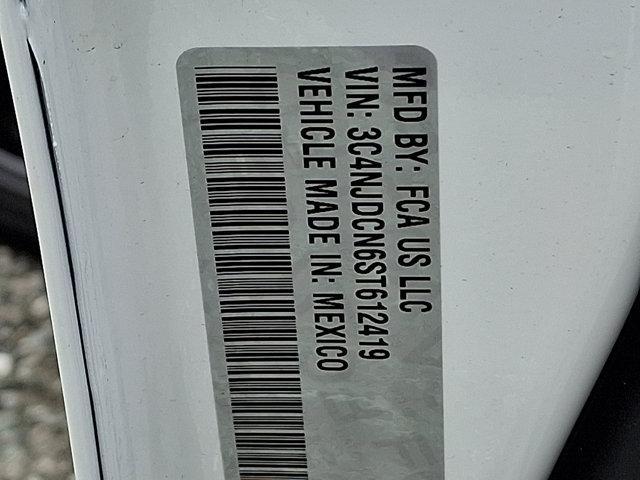 MFD BY: FCA US LLC
VIN: 3C4NJDCN6ST612419
VEHICLE MADE IN: MEXICO